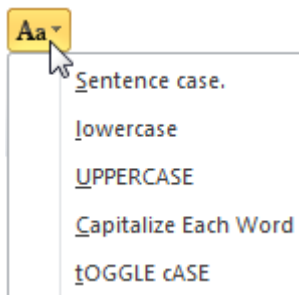 Aa
Sentence case.
lowercase
UPPERCASE
Capitalize Each Word
tOGGLE cASE